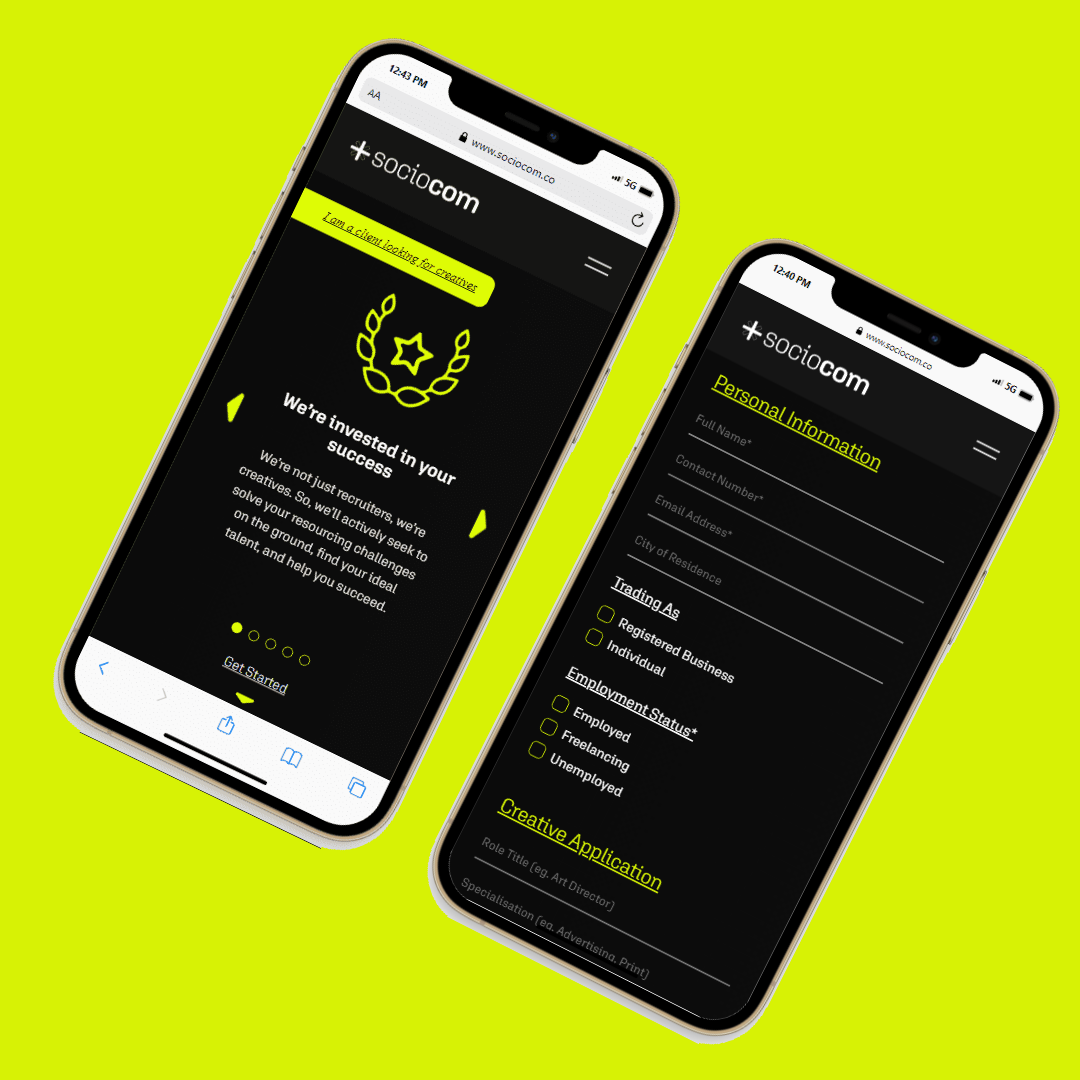 12:43 PM
5G
AA
www.sociocom.co
sociocom
I am a client looking for creatives
We're invested in your
success
We're not just recruiters, we're
creatives. So, we'll actively seek to
solve your resourcing challenges
on the ground, find your ideal
talent, and help you succeed.
Get Started
12:40 PM
5G
www.sociocom.co
sociocom
Personal Information
Full Name*
Contact Number*
Email Address*
City of Residence
Trading As
Registered Business
Individual
Employment Status*
Employed
Freelancing
Unemployed
Creative Application
Role Title (eg. Art Director)
Specialisation (eg. Advertising, Print)